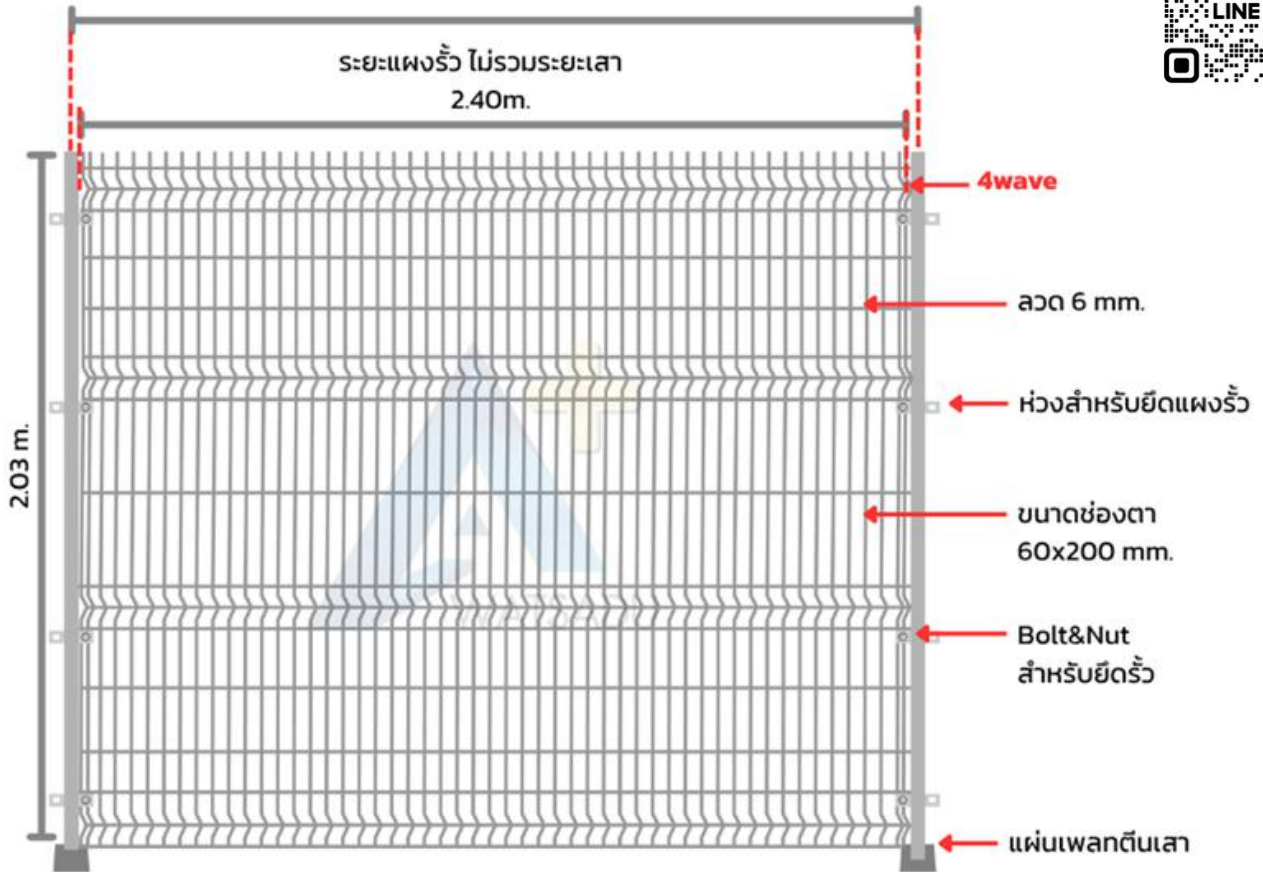 LINE
ระยะแผงรั้ว ไม่รวมระยะเสา
2.40m.
4wave
ลวด 6 mm.
ห่วงสำหรับยึดแผงรั้ว
2.03 m.
ขนาดช่องตา
60x200 mm.
WATSADU
Bolt&Nut
สำหรับยึดรั้ว
แผ่นเพลทตีนเสา